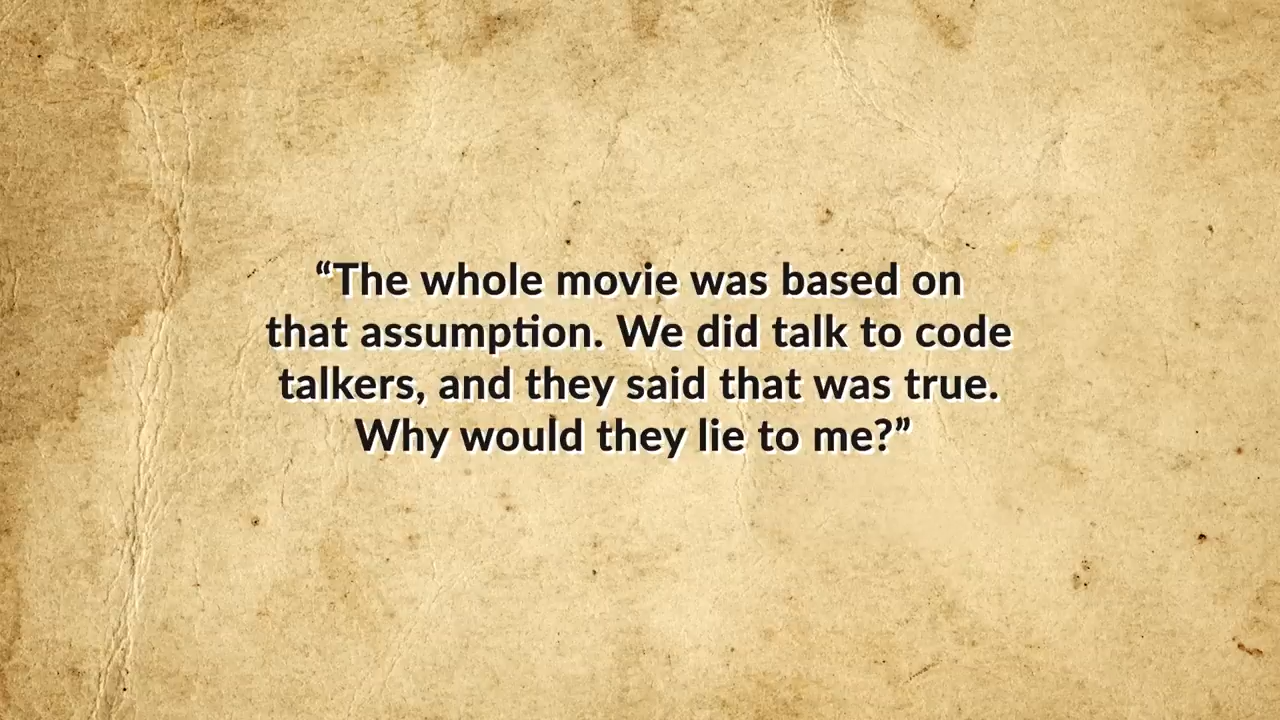 “The whole movie was based on
that assumption. We did talk to code
talkers, and they said that was true.
Why would they lie to me?”